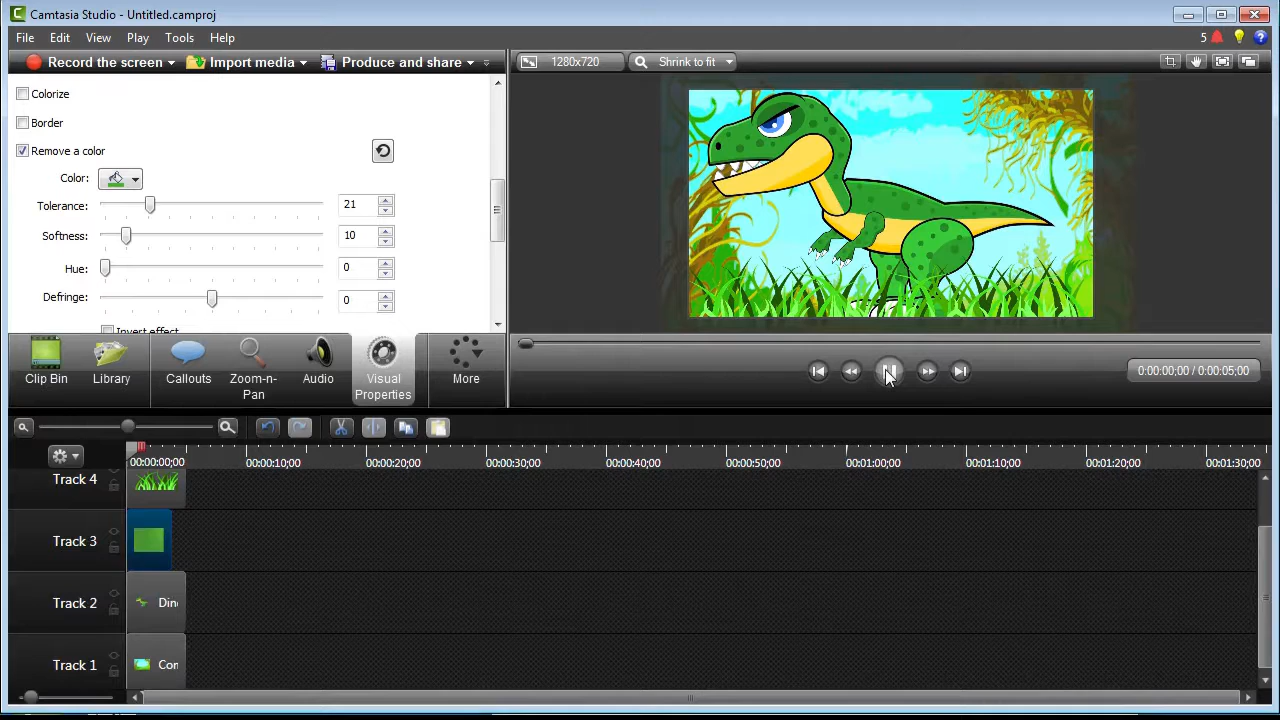 Camtasia Studio - Untitled.camproj
File Edit View Play Tools Help
5
Record the screen Import media Produce and share
1280x720 Shrink to fit
Colorize
Border
Remove a color
Color:
Tolerance: 21
Softness: 10
Hue: 0
Defringe: 0
Invert effect
Clip Bin Library Callouts Zoom-n-Pan Audio Visual Properties More
0:00:00;00 / 0:00:05;00
00:00:00;00 00:00:10;00 00:00:20;00 00:00:30;00 00:00:40;00 00:00:50;00 00:01:00;00 00:01:10;00 00:01:20;00 00:01:30;00
Track 4
Track 3
Track 2 Din
Track 1 Con